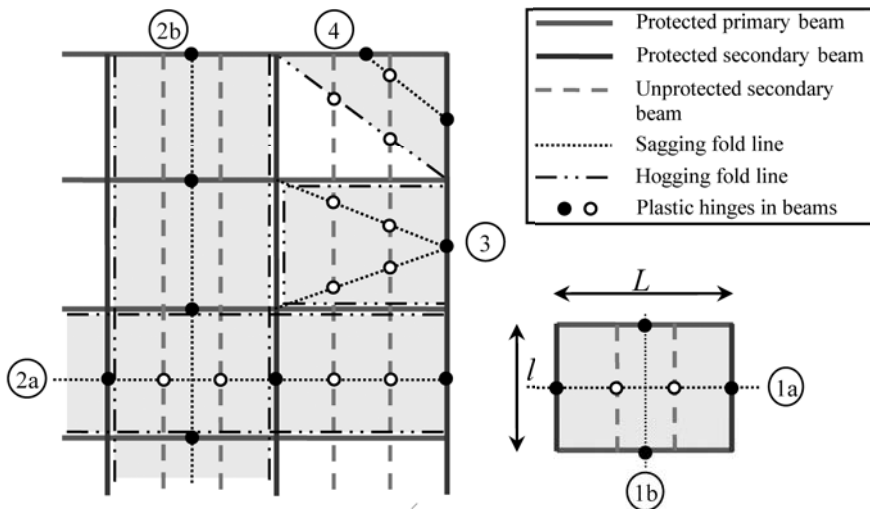 2b
4
3
2a
Protected primary beam
Protected secondary beam
Unprotected secondary
beam
Sagging fold line
Hogging fold line
Plastic hinges in beams
L
l
1a
1b